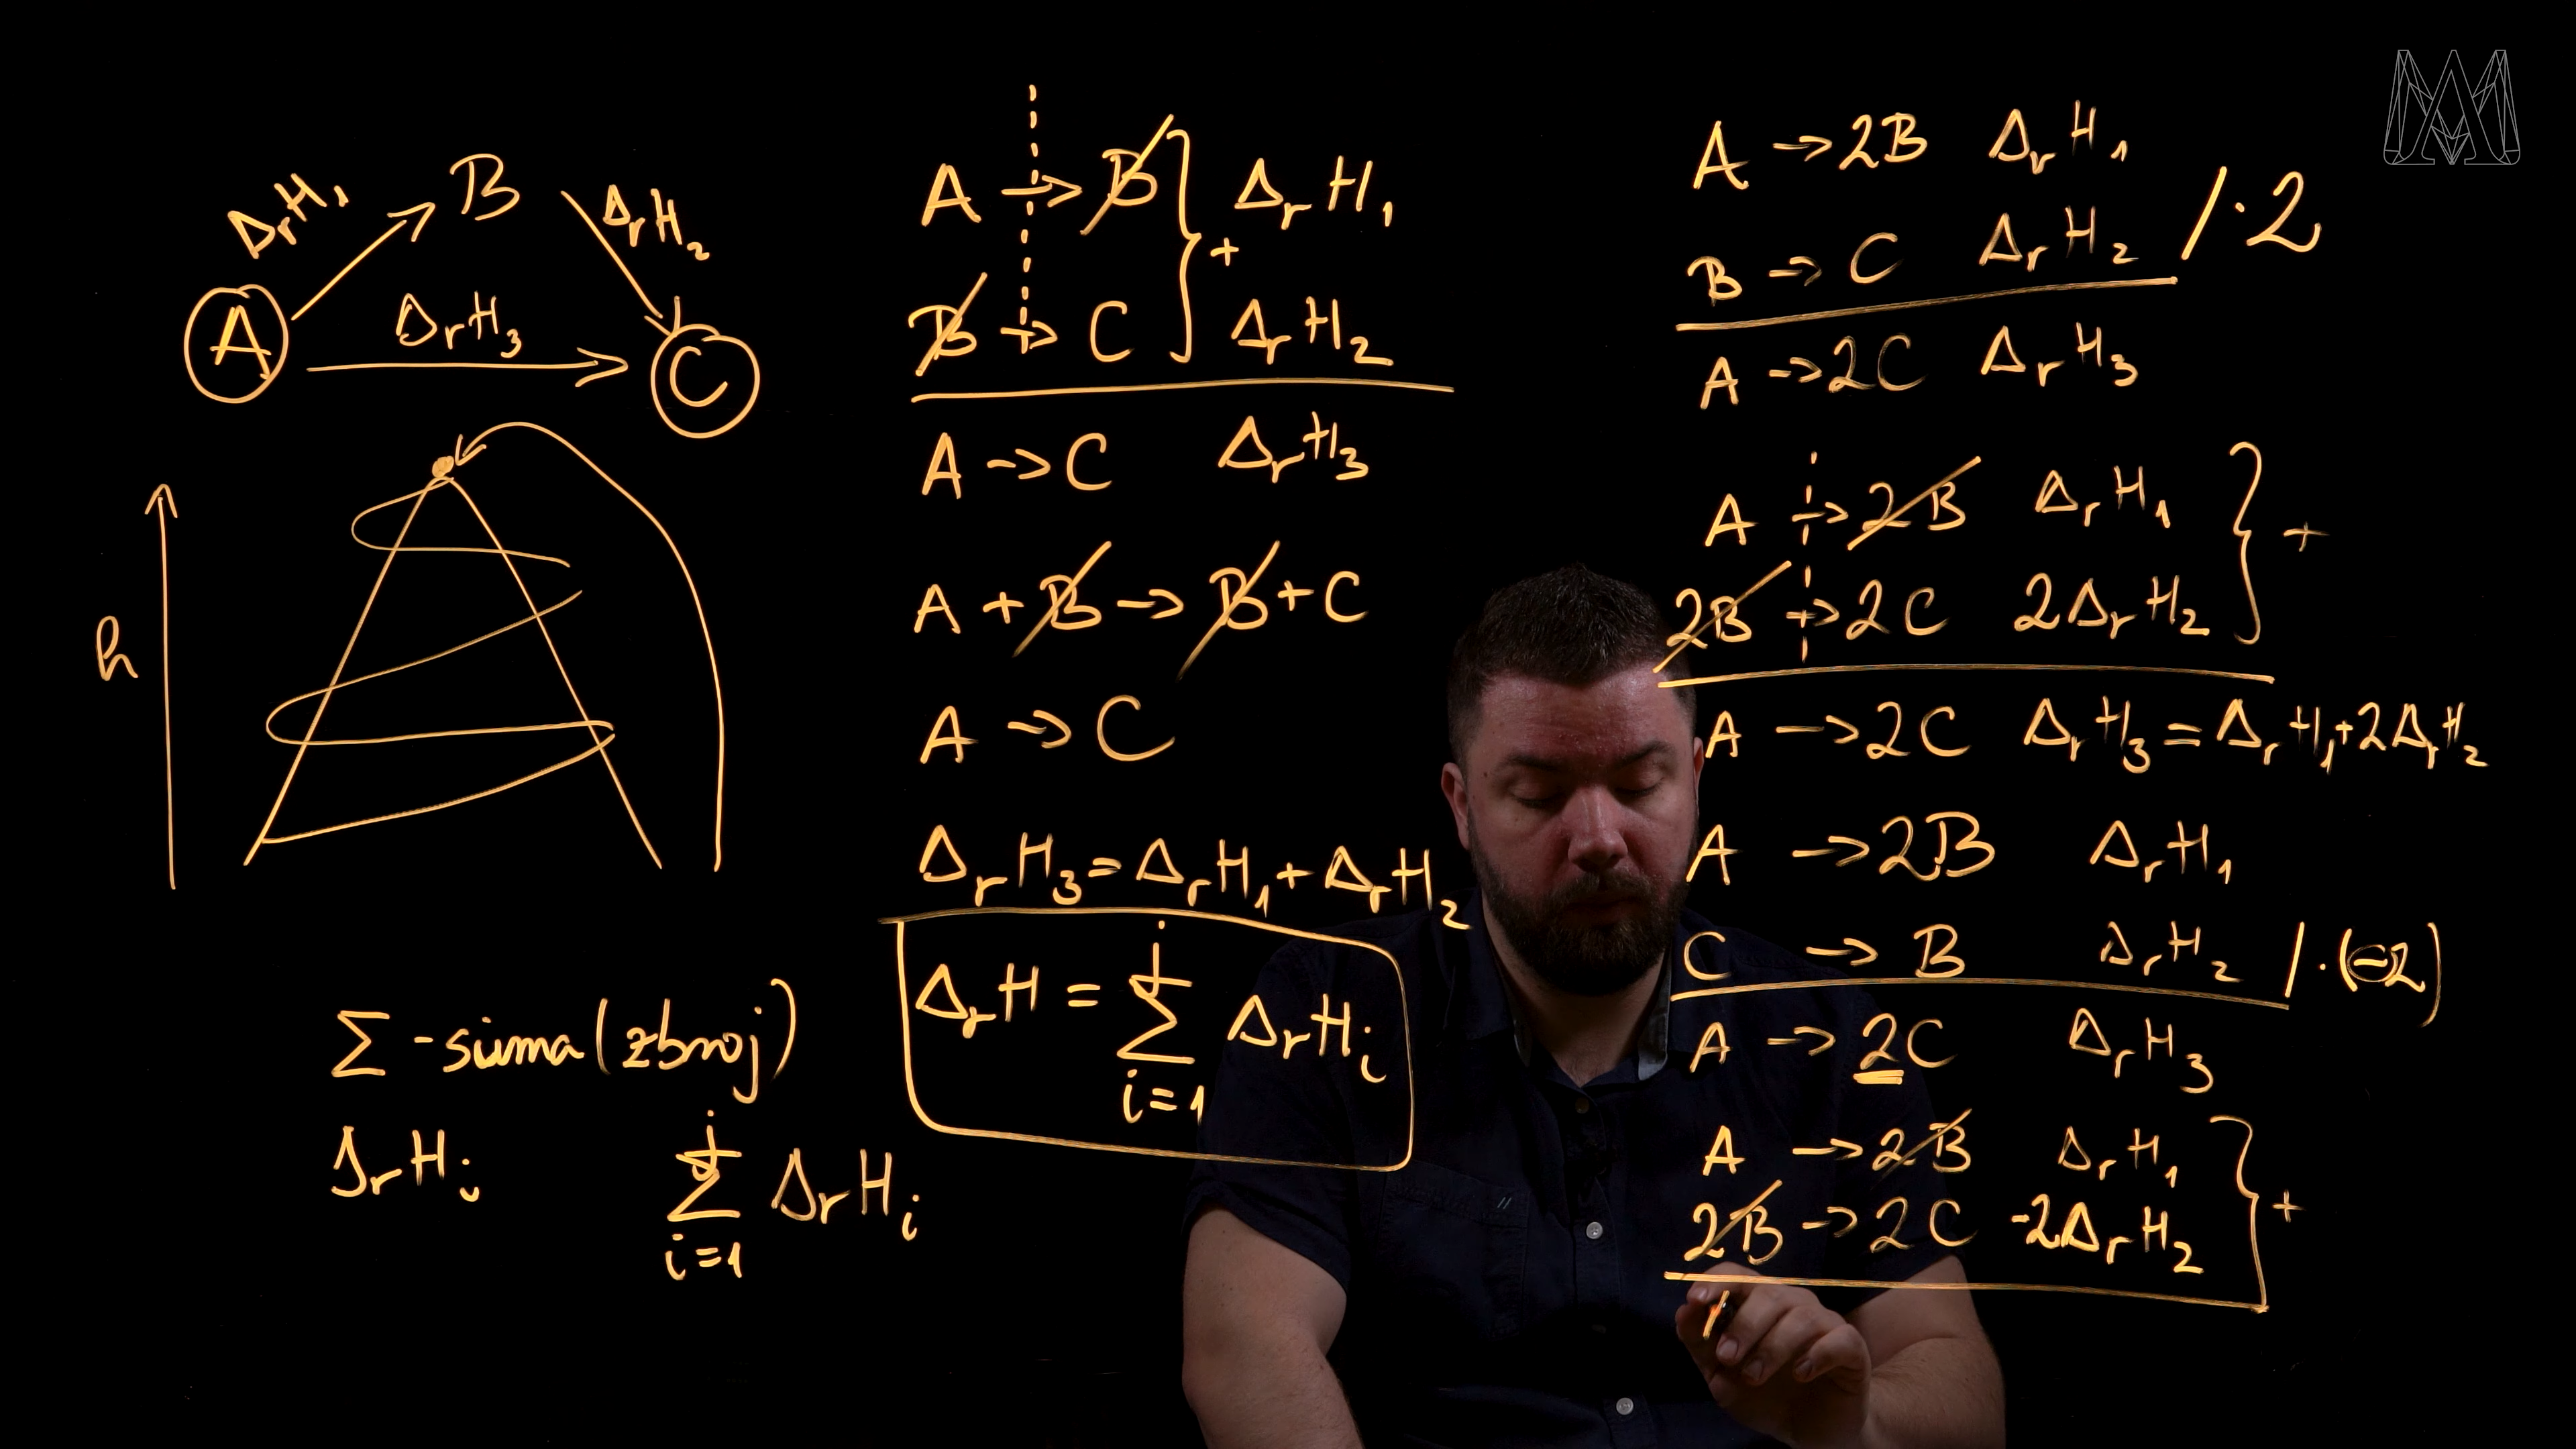 ΔrH₁ B ΔrH₂
A ΔrH₃ C
h
Σ - suma (zbroj)
ΔrHᵢ
j
Σ ΔrHᵢ
i=1
A → B } ΔrH₁
+
B → C } ΔrH₂
A → C ΔrH₃
A + B → B + C
A → C
ΔrH₃ = ΔrH₁ + ΔrH₂
j
ΔrH = Σ ΔrHᵢ
i=1
A → 2B ΔrH₁
B → C ΔrH₂ / · 2
A → 2C ΔrH₃
A → 2B ΔrH₁ } +
2B → 2C 2ΔrH₂
A → 2C ΔrH₃ = ΔrH₁ + 2ΔrH₂
A → 2B ΔrH₁
C → B ΔrH₂ / · (-2)
A → 2C ΔrH₃
A → 2B ΔrH₁ } +
2B → 2C -2ΔrH₂